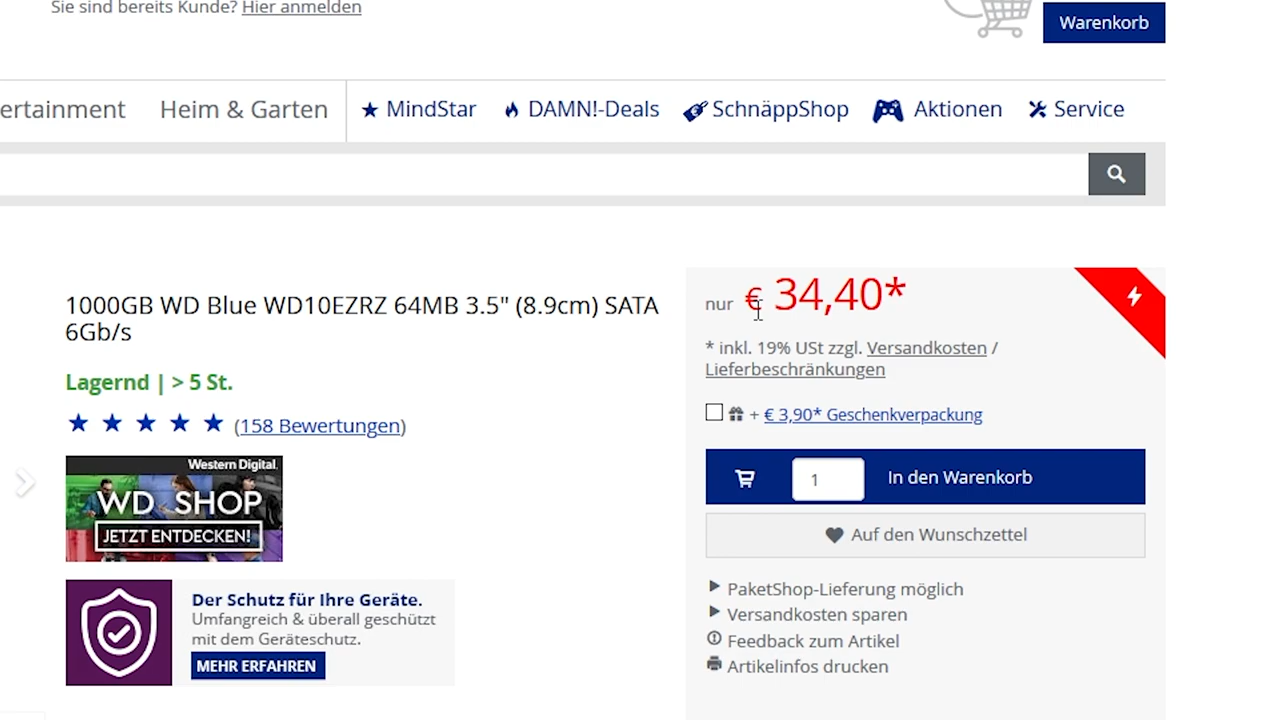 Sie sind bereits Kunde? Hier anmelden
Warenkorb
ertainment Heim & Garten MindStar DAMN!-Deals SchnäppShop Aktionen Service
1000GB WD Blue WD10EZRZ 64MB 3.5" (8.9cm) SATA
6Gb/s
Lagernd | > 5 St.
(158 Bewertungen)
Western Digital.
WD SHOP
JETZT ENTDECKEN!
Der Schutz für Ihre Geräte.
Umfangreich & überall geschützt
mit dem Geräteschutz.
MEHR ERFAHREN
nur € 34,40*
* inkl. 19% USt zzgl. Versandkosten /
Lieferbeschränkungen
+ € 3,90* Geschenkverpackung
1 In den Warenkorb
Auf den Wunschzettel
PaketShop-Lieferung möglich
Versandkosten sparen
Feedback zum Artikel
Artikelinfos drucken